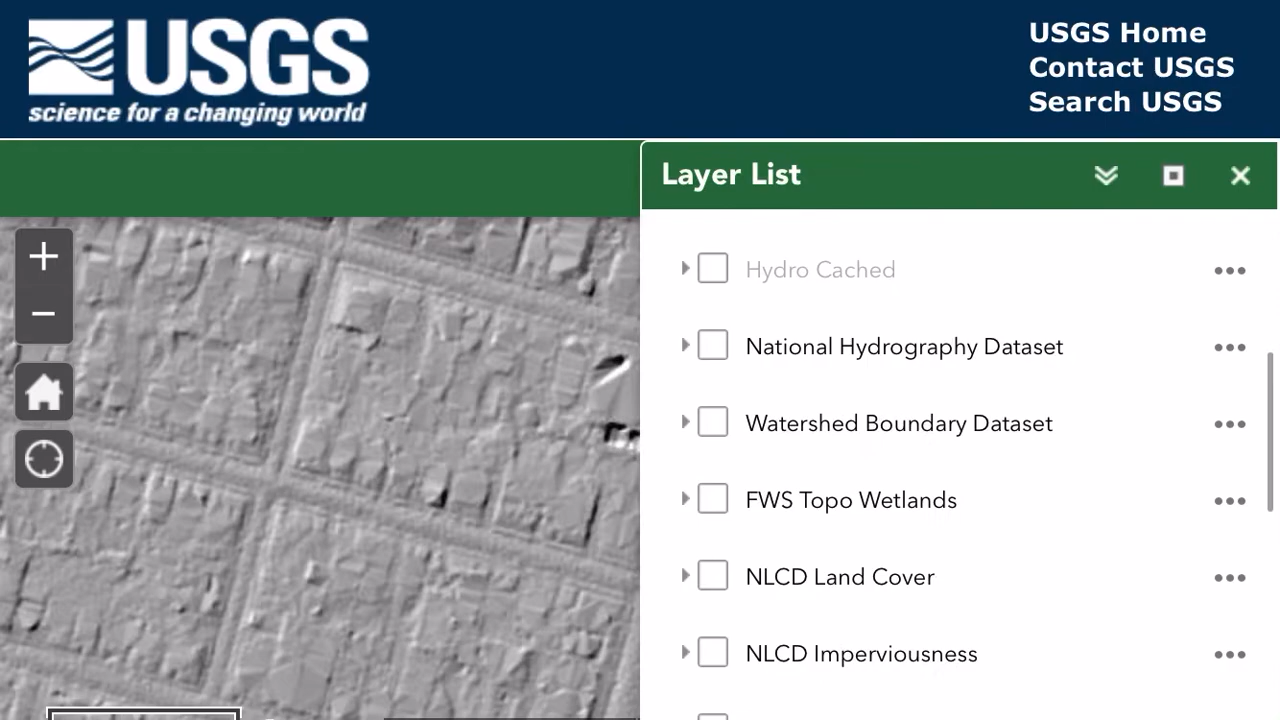 USGS
science for a changing world
USGS Home
Contact USGS
Search USGS
Layer List
Hydro Cached
National Hydrography Dataset
Watershed Boundary Dataset
FWS Topo Wetlands
NLCD Land Cover
NLCD Imperviousness